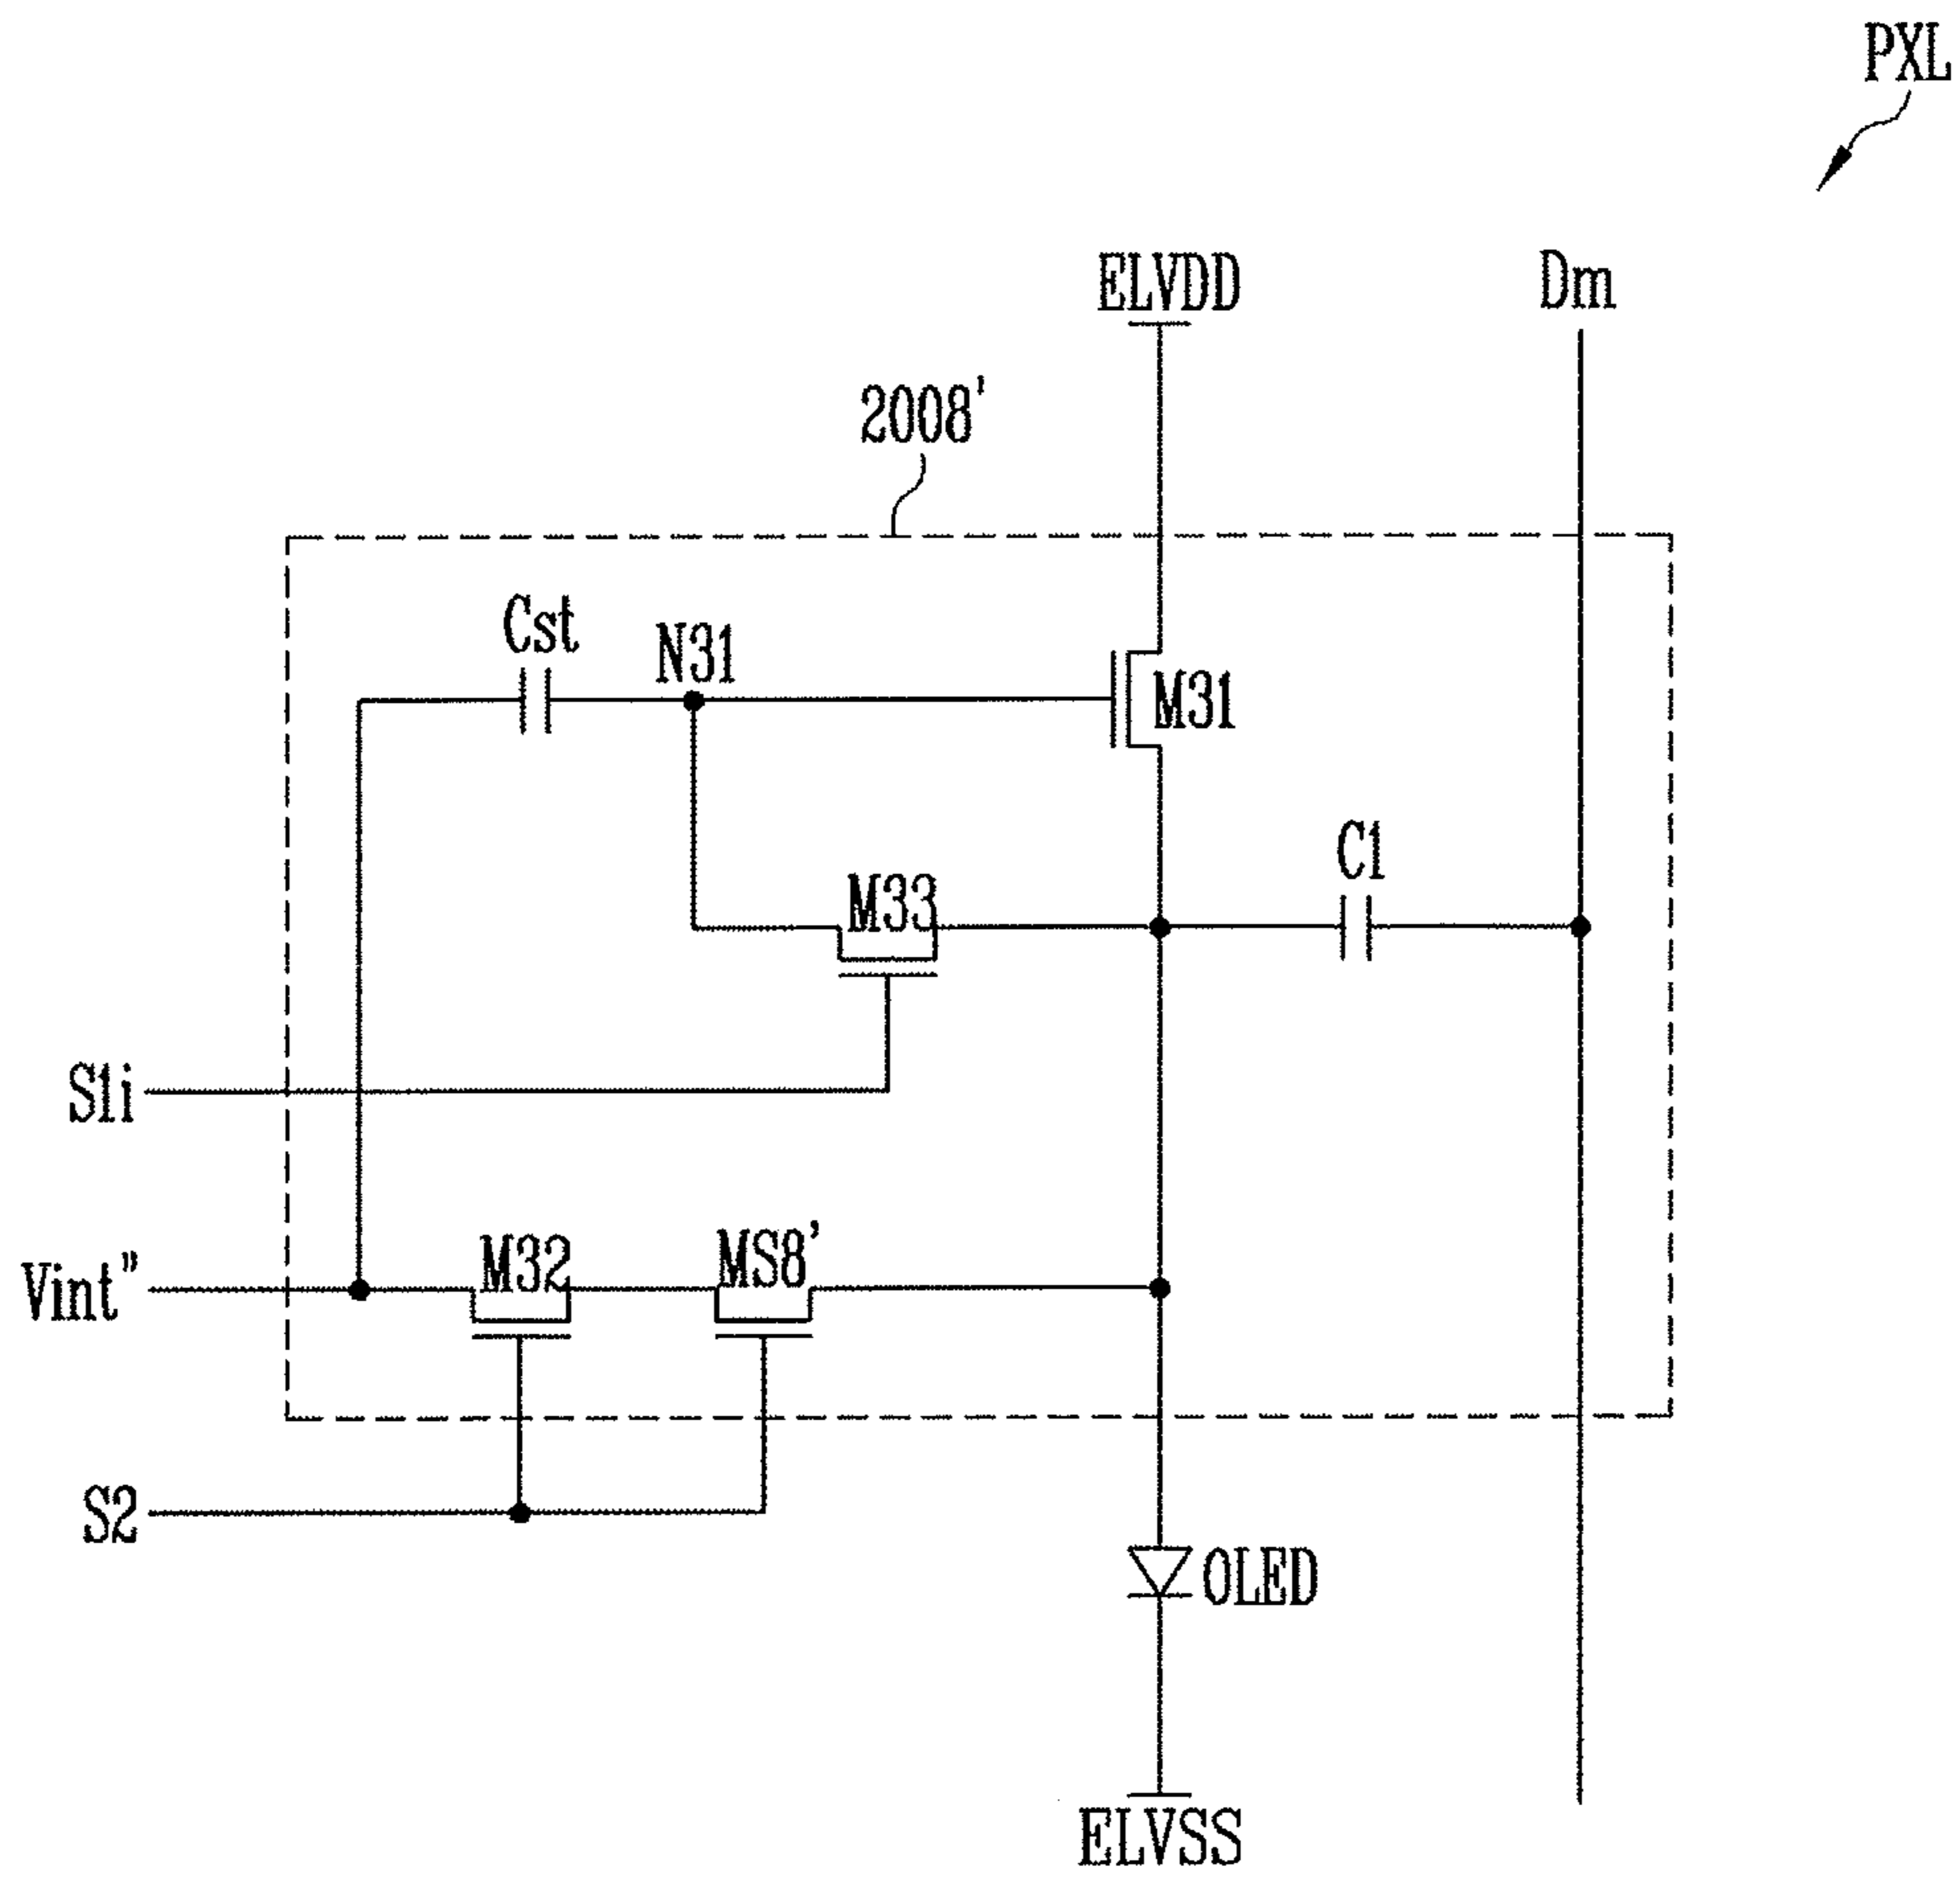 PXL
ELVDD
Dm
2008'
Cst
N31
M31
C1
M33
S1i
M32
MS8'
Vint"
S2
OLED
ELVSS